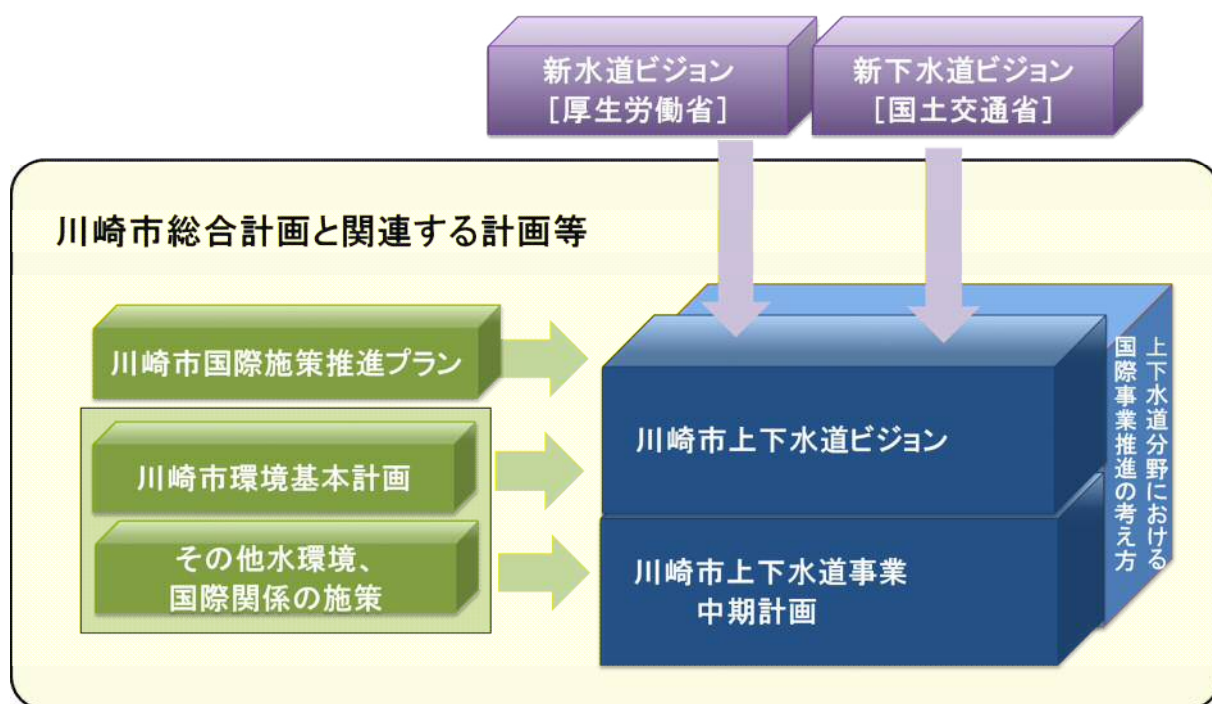 新水道ビジョン
［厚生労働省］
新下水道ビジョン
［国土交通省］
川崎市総合計画と関連する計画等
川崎市国際施策推進プラン
川崎市環境基本計画
その他水環境、
国際関係の施策
川崎市上下水道ビジョン
川崎市上下水道事業
中期計画
上下水道分野における
国際事業推進の考え方